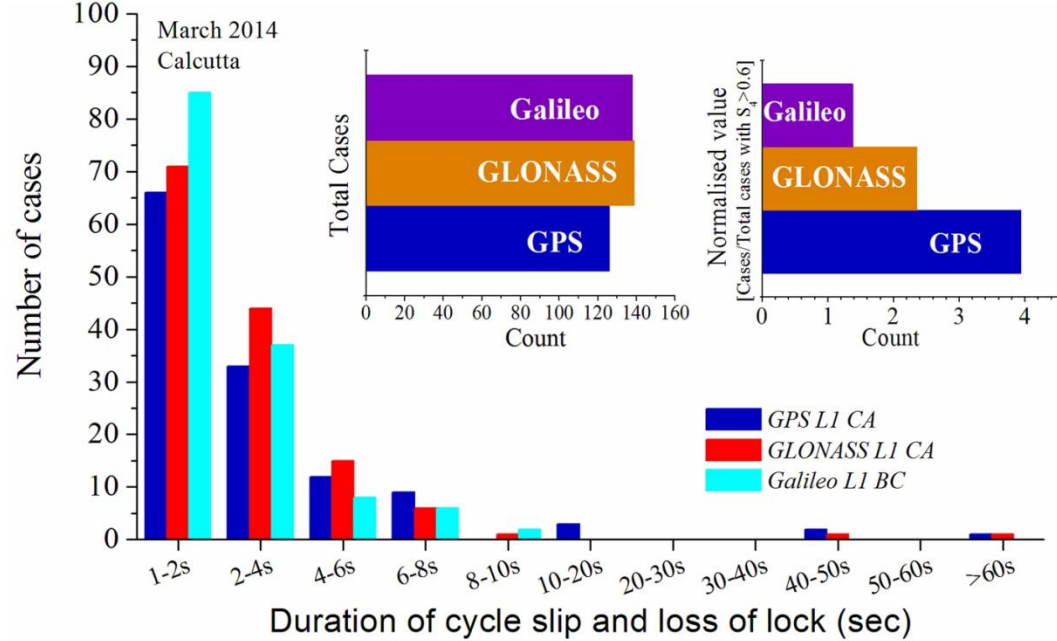 March 2014
Calcutta
Number of cases
100
90
80
70
60
50
40
30
20
10
0
1-2s 2-4s 4-6s 6-8s 8-10s 10-20s 20-30s 30-40s 40-50s 50-60s >60s
Duration of cycle slip and loss of lock (sec)
Total Cases
Galileo
GLONASS
GPS
0 20 40 60 80 100 120 140 160
Count
Normalised value
[Cases/Total cases with S4>0.6]
Galileo
GLONASS
GPS
0 1 2 3 4
Count
GPS L1 CA
GLONASS L1 CA
Galileo L1 BC